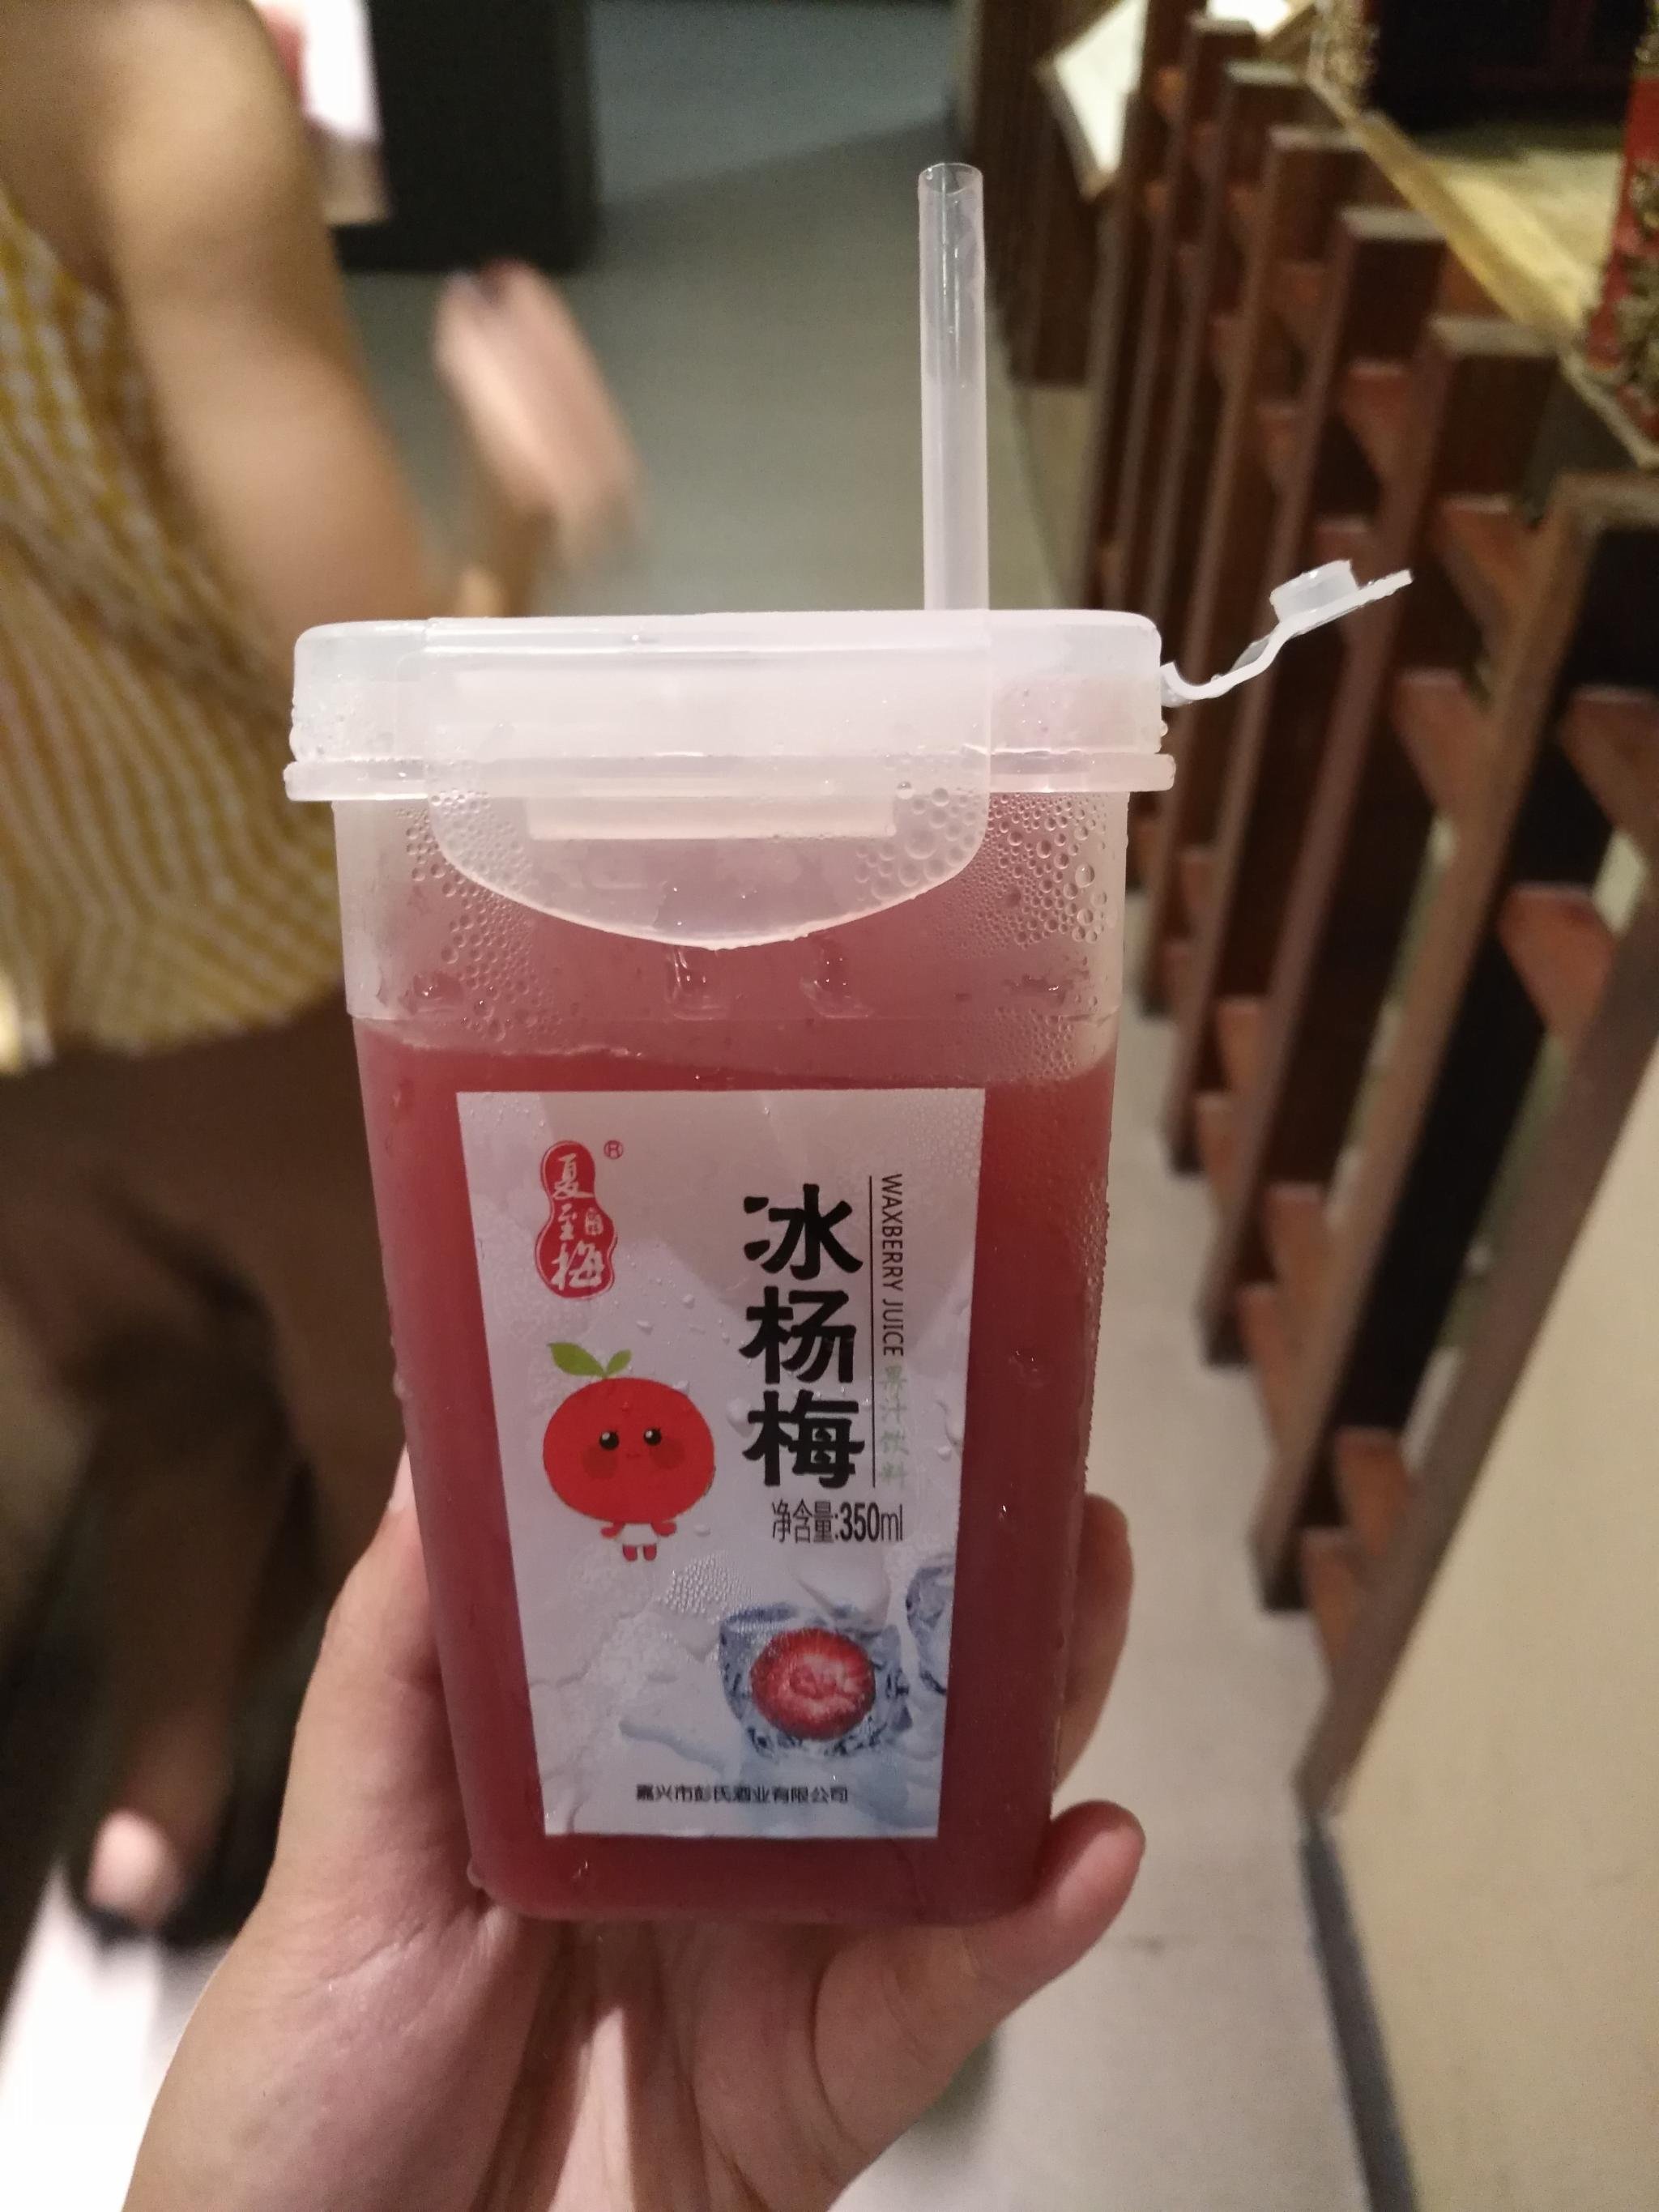 夏至梅
®
冰杨梅
WAXBERRY JUICE 果汁饮料
净含量:350ml
嘉兴市彭氏酒业有限公司